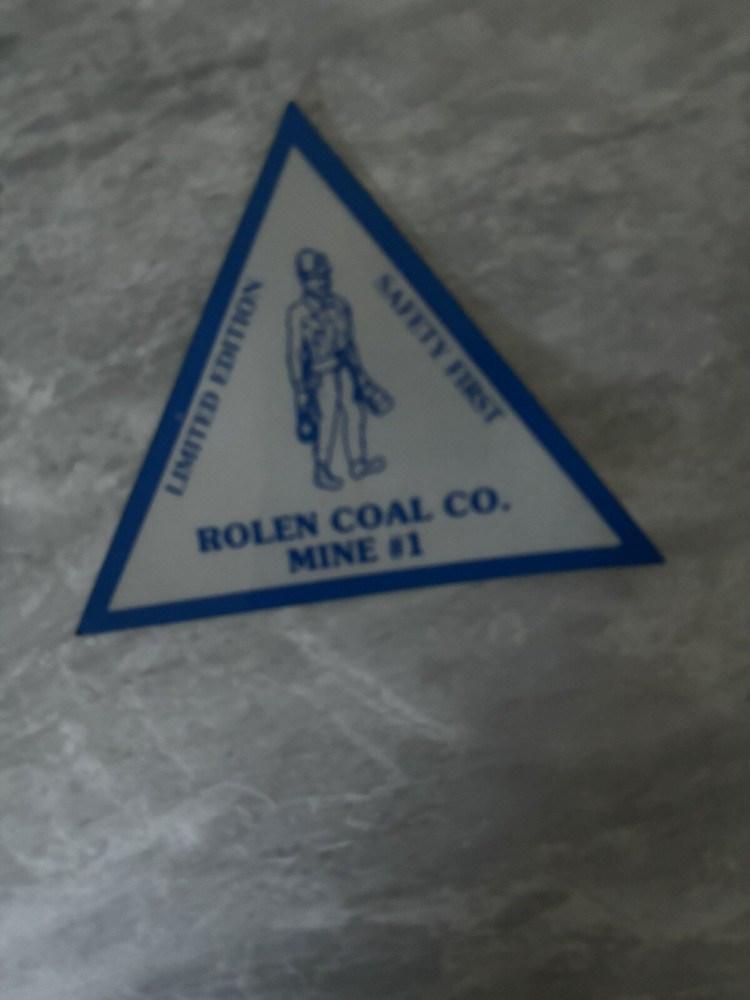 LIMITED EDITION
SAFETY FIRST
ROLEN COAL CO.
MINE #1